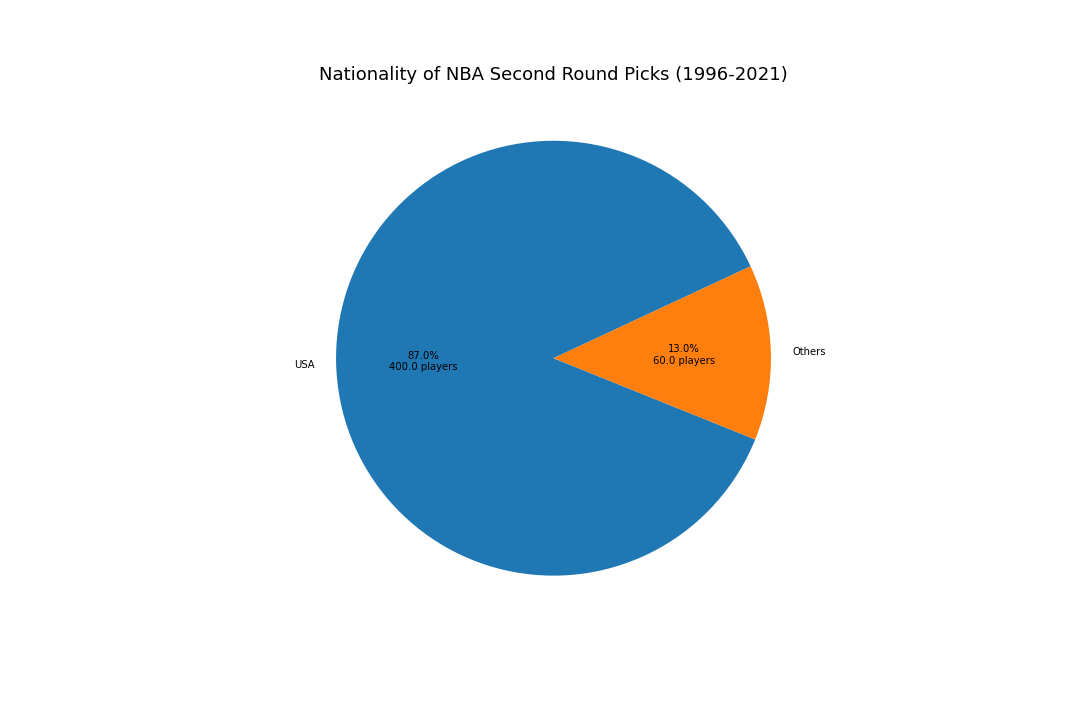 Nationality of NBA Second Round Picks (1996-2021)
USA
87.0%
400.0 players
13.0%
60.0 players
Others